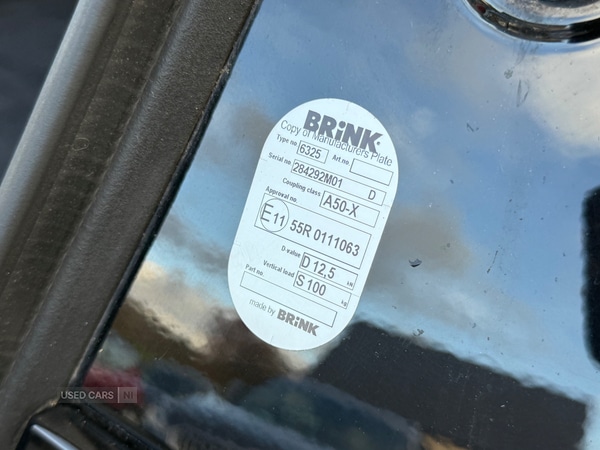 BRiNK
Copy of Manufacturers Plate
Type no 6325 Art.no.
Serial no. 284292M01 D
Coupling class A50-X
Approval no.
E11 55R 0111063
D-value D 12,5 kN
Vertical load S 100 kg
Part no.
made by BRiNK
USED CARS NI